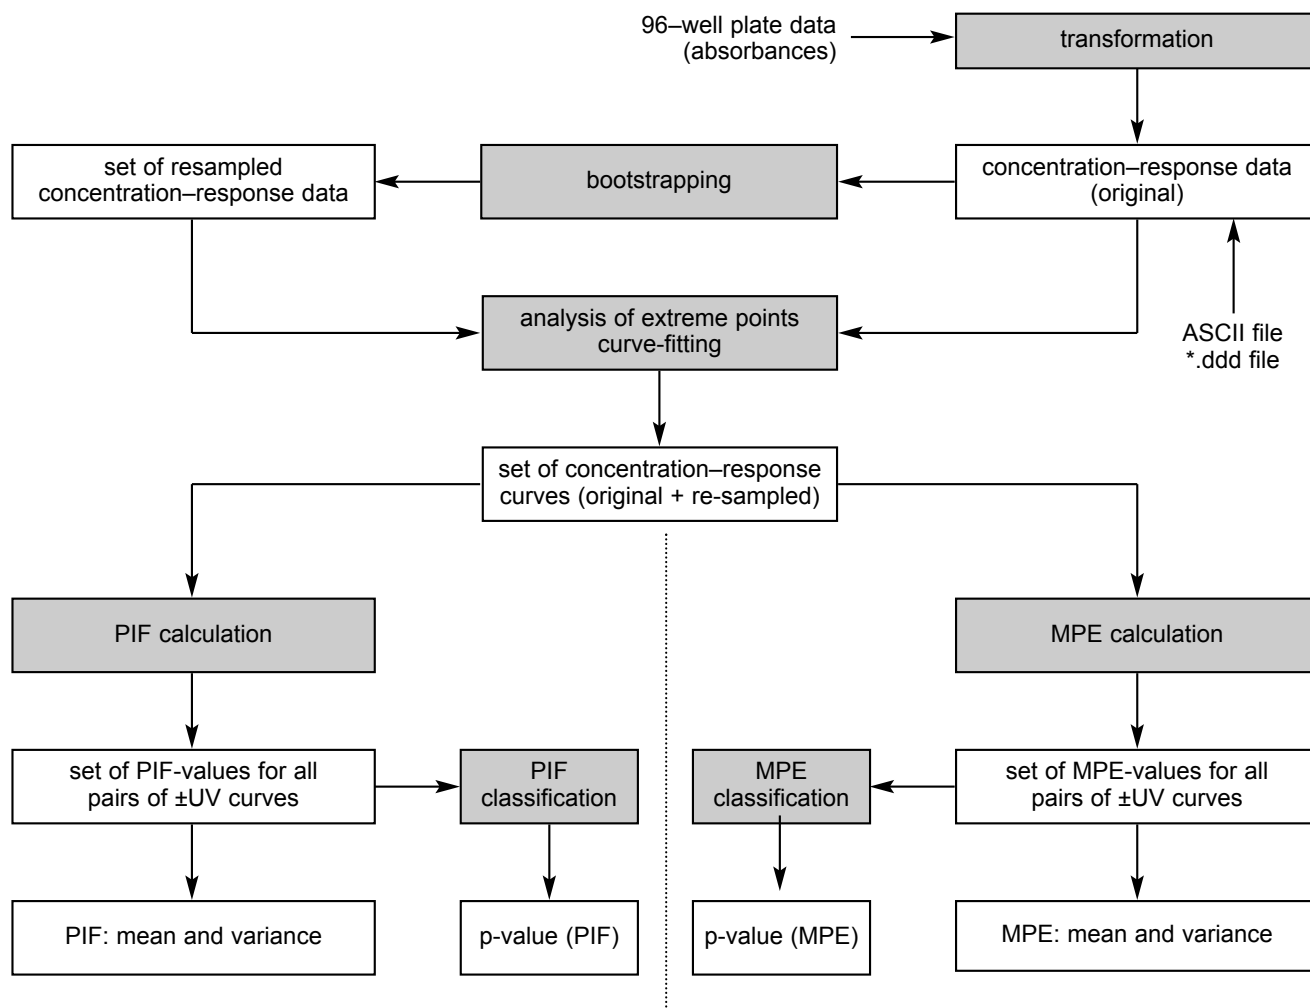 96–well plate data
(absorbances)
transformation
set of resampled
concentration–response data
bootstrapping
concentration–response data
(original)
analysis of extreme points
curve-fitting
ASCII file
*.ddd file
set of concentration–response
curves (original + re-sampled)
PIF calculation
MPE calculation
set of PIF-values for all
pairs of ±UV curves
PIF
classification
MPE
classification
set of MPE-values for all
pairs of ±UV curves
PIF: mean and variance
p-value (PIF)
p-value (MPE)
MPE: mean and variance